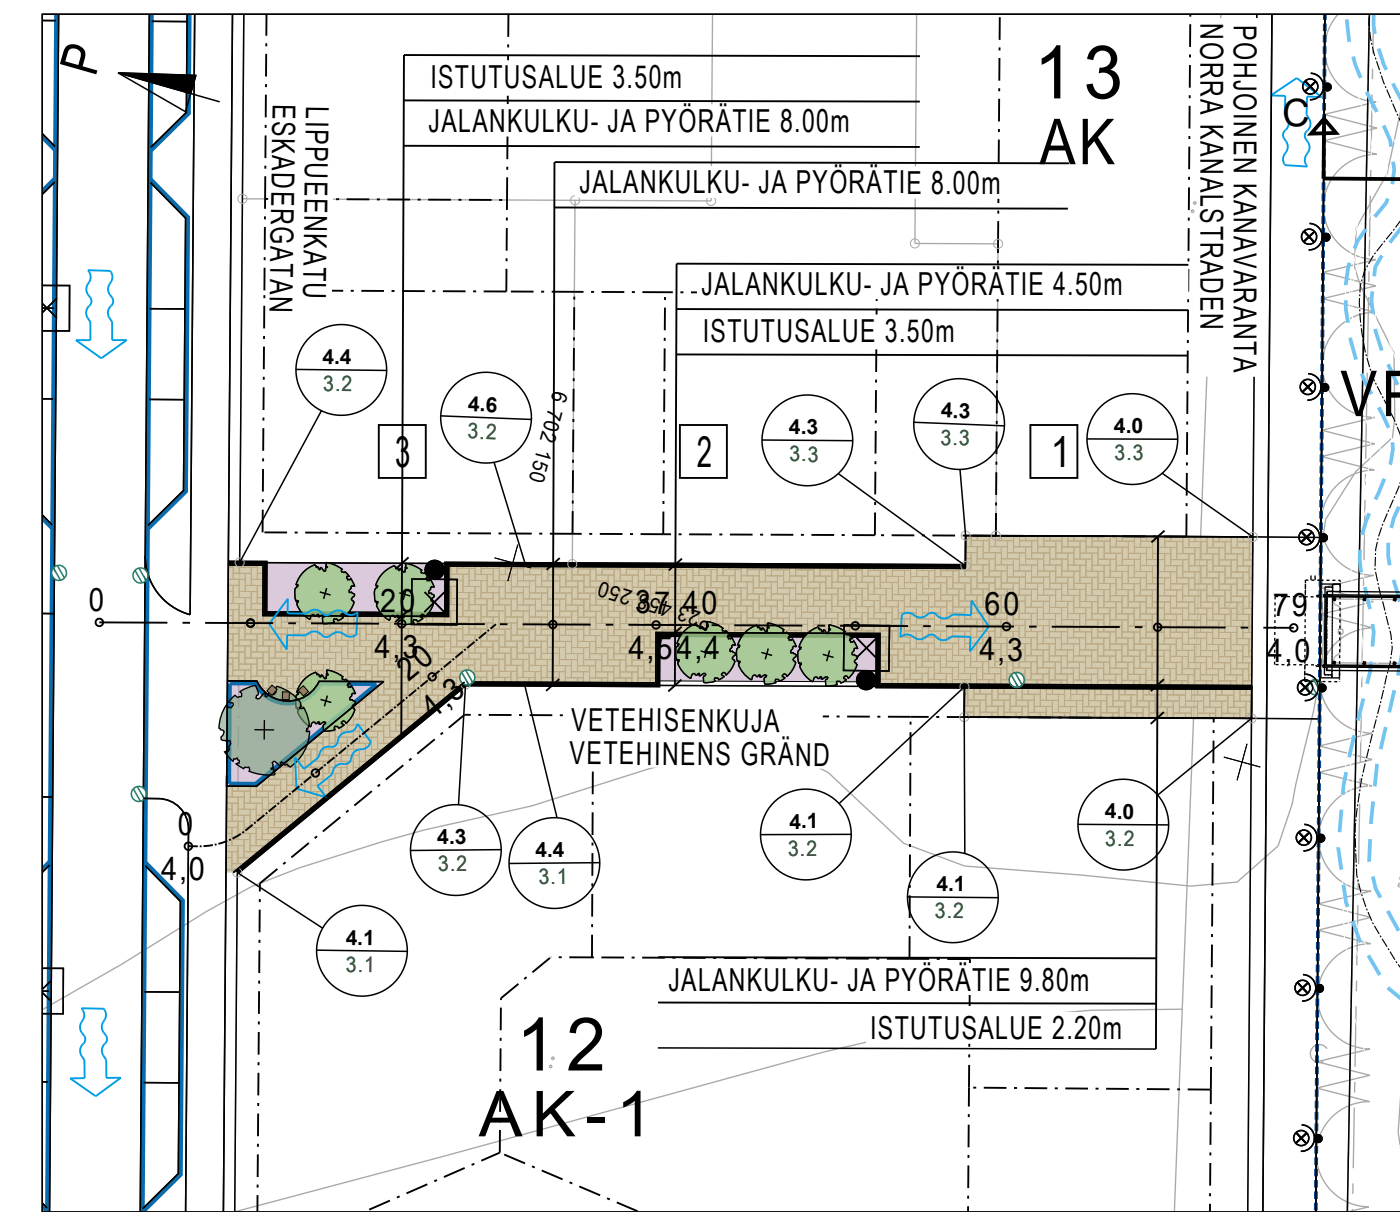 P
ISTUTUSALUE 3.50m
JALANKULKU- JA PYÖRÄTIE 8.00m
13
AK
JALANKULKU- JA PYÖRÄTIE 8.00m
LIPPUEENKATU
ESKADERGATAN
POHJOINEN KANAVARANTA
NORRA KANALSTRADEN
C
JALANKULKU- JA PYÖRÄTIE 4.50m
ISTUTUSALUE 3.50m
4.4
3.2
4.6
3.2
6 702 150
3
2
1
4.3
3.3
4.3
3.3
4.0
3.3
0
20
4,3
37
40
4,5
4,4
60
4,3
79
4,0
20
4,3
VETEHISENKUJA
VETEHINENS GRÄND
0
4,0
4.3
3.2
4.4
3.1
4.1
3.2
4.1
3.2
4.0
3.2
4.1
3.1
JALANKULKU- JA PYÖRÄTIE 9.80m
ISTUTUSALUE 2.20m
12
AK-1